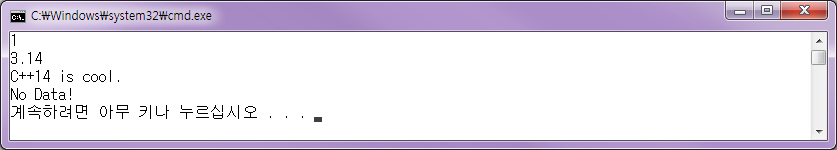 C:₩Windows₩system32₩cmd.exe
1
3.14
C++14 is cool.
No Data!
계속하려면 아무 키나 누르십시오 . . .